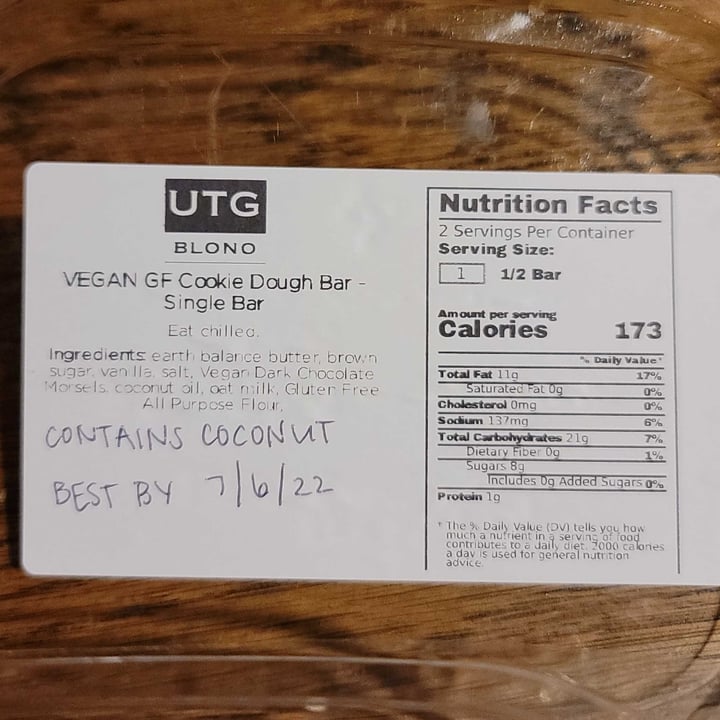 UTG
BLONO
VEGAN GF Cookie Dough Bar -
Single Bar
Eat chilled.
Ingredients: earth balance butter, brown
sugar, vanilla, salt, Vegan Dark Chocolate
Morsels, coconut oil, oat milk, Gluten Free
All Purpose Flour,
CONTAINS COCONUT
BEST BY 7/6/22
Nutrition Facts
2 Servings Per Container
Serving Size:
1 1/2 Bar
Amount per serving
Calories 173
% Daily Value*
Total Fat 11g 17%
Saturated Fat 0g 0%
Cholesterol 0mg 0%
Sodium 137mg 6%
Total Carbohydrates 21g 7%
Dietary Fiber 0g 1%
Sugars 8g
Includes 0g Added Sugars 0%
Protein 1g
* The % Daily Value (DV) tells you how
much a nutrient in a serving of food
contributes to a daily diet. 2000 calories
a day is used for general nutrition
advice.